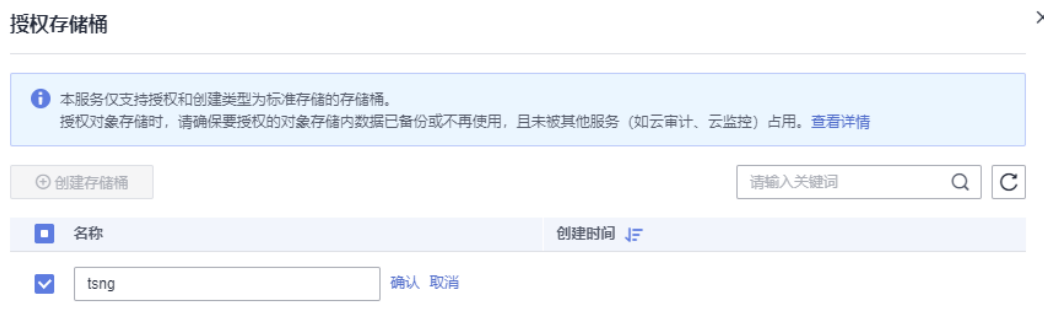 授权存储桶
本服务仅支持授权和创建类型为标准存储的存储桶。
授权对象存储时，请确保要授权的对象存储内数据已备份或不再使用，且未被其他服务（如云审计、云监控）占用。查看详情
创建存储桶
请输入关键词
名称 创建时间
tsng 确认 取消